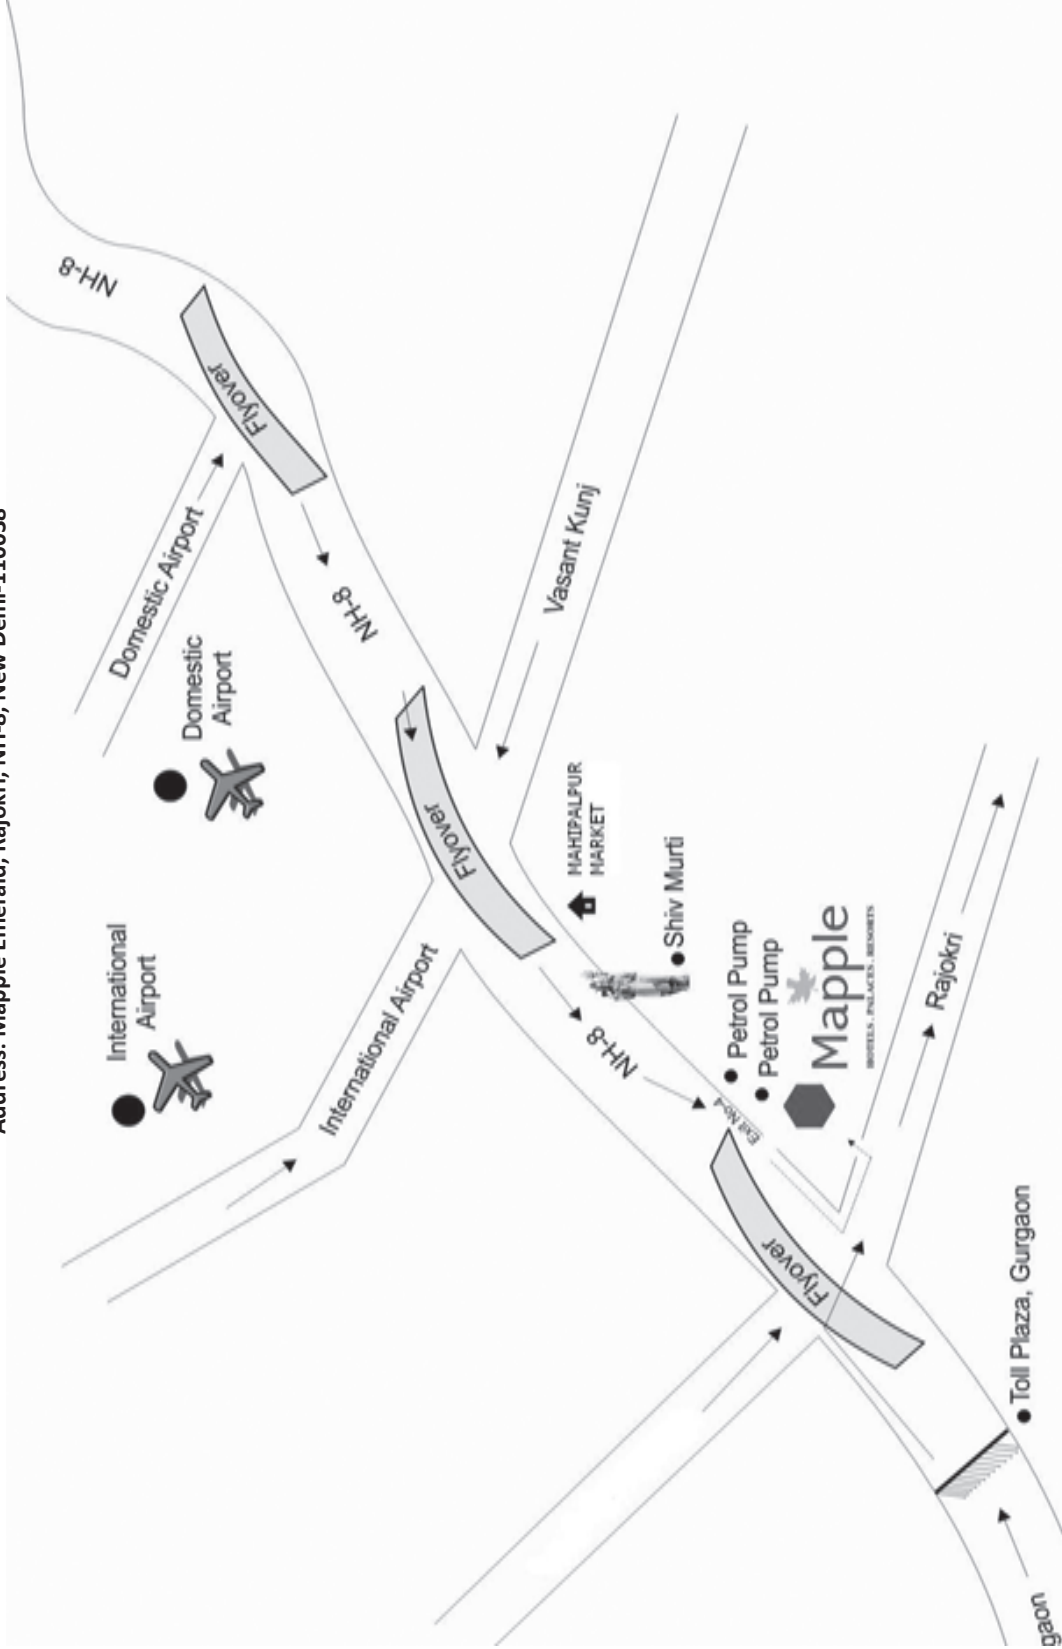 Address: Mapple Emerald, Rajokri, NH-8, New Delhi-110038
International
Airport
Domestic
Airport
Domestic Airport
NH-8
Flyover
NH-8
International Airport
Flyover
Vasant Kunj
MAHIPALPUR
MARKET
Shiv Murti
NH-8
Petrol Pump
Petrol Pump
Exit No-4
Mapple
HOTELS . PALACES . RESORTS
Flyover
Rajokri
Toll Plaza, Gurgaon
gaon